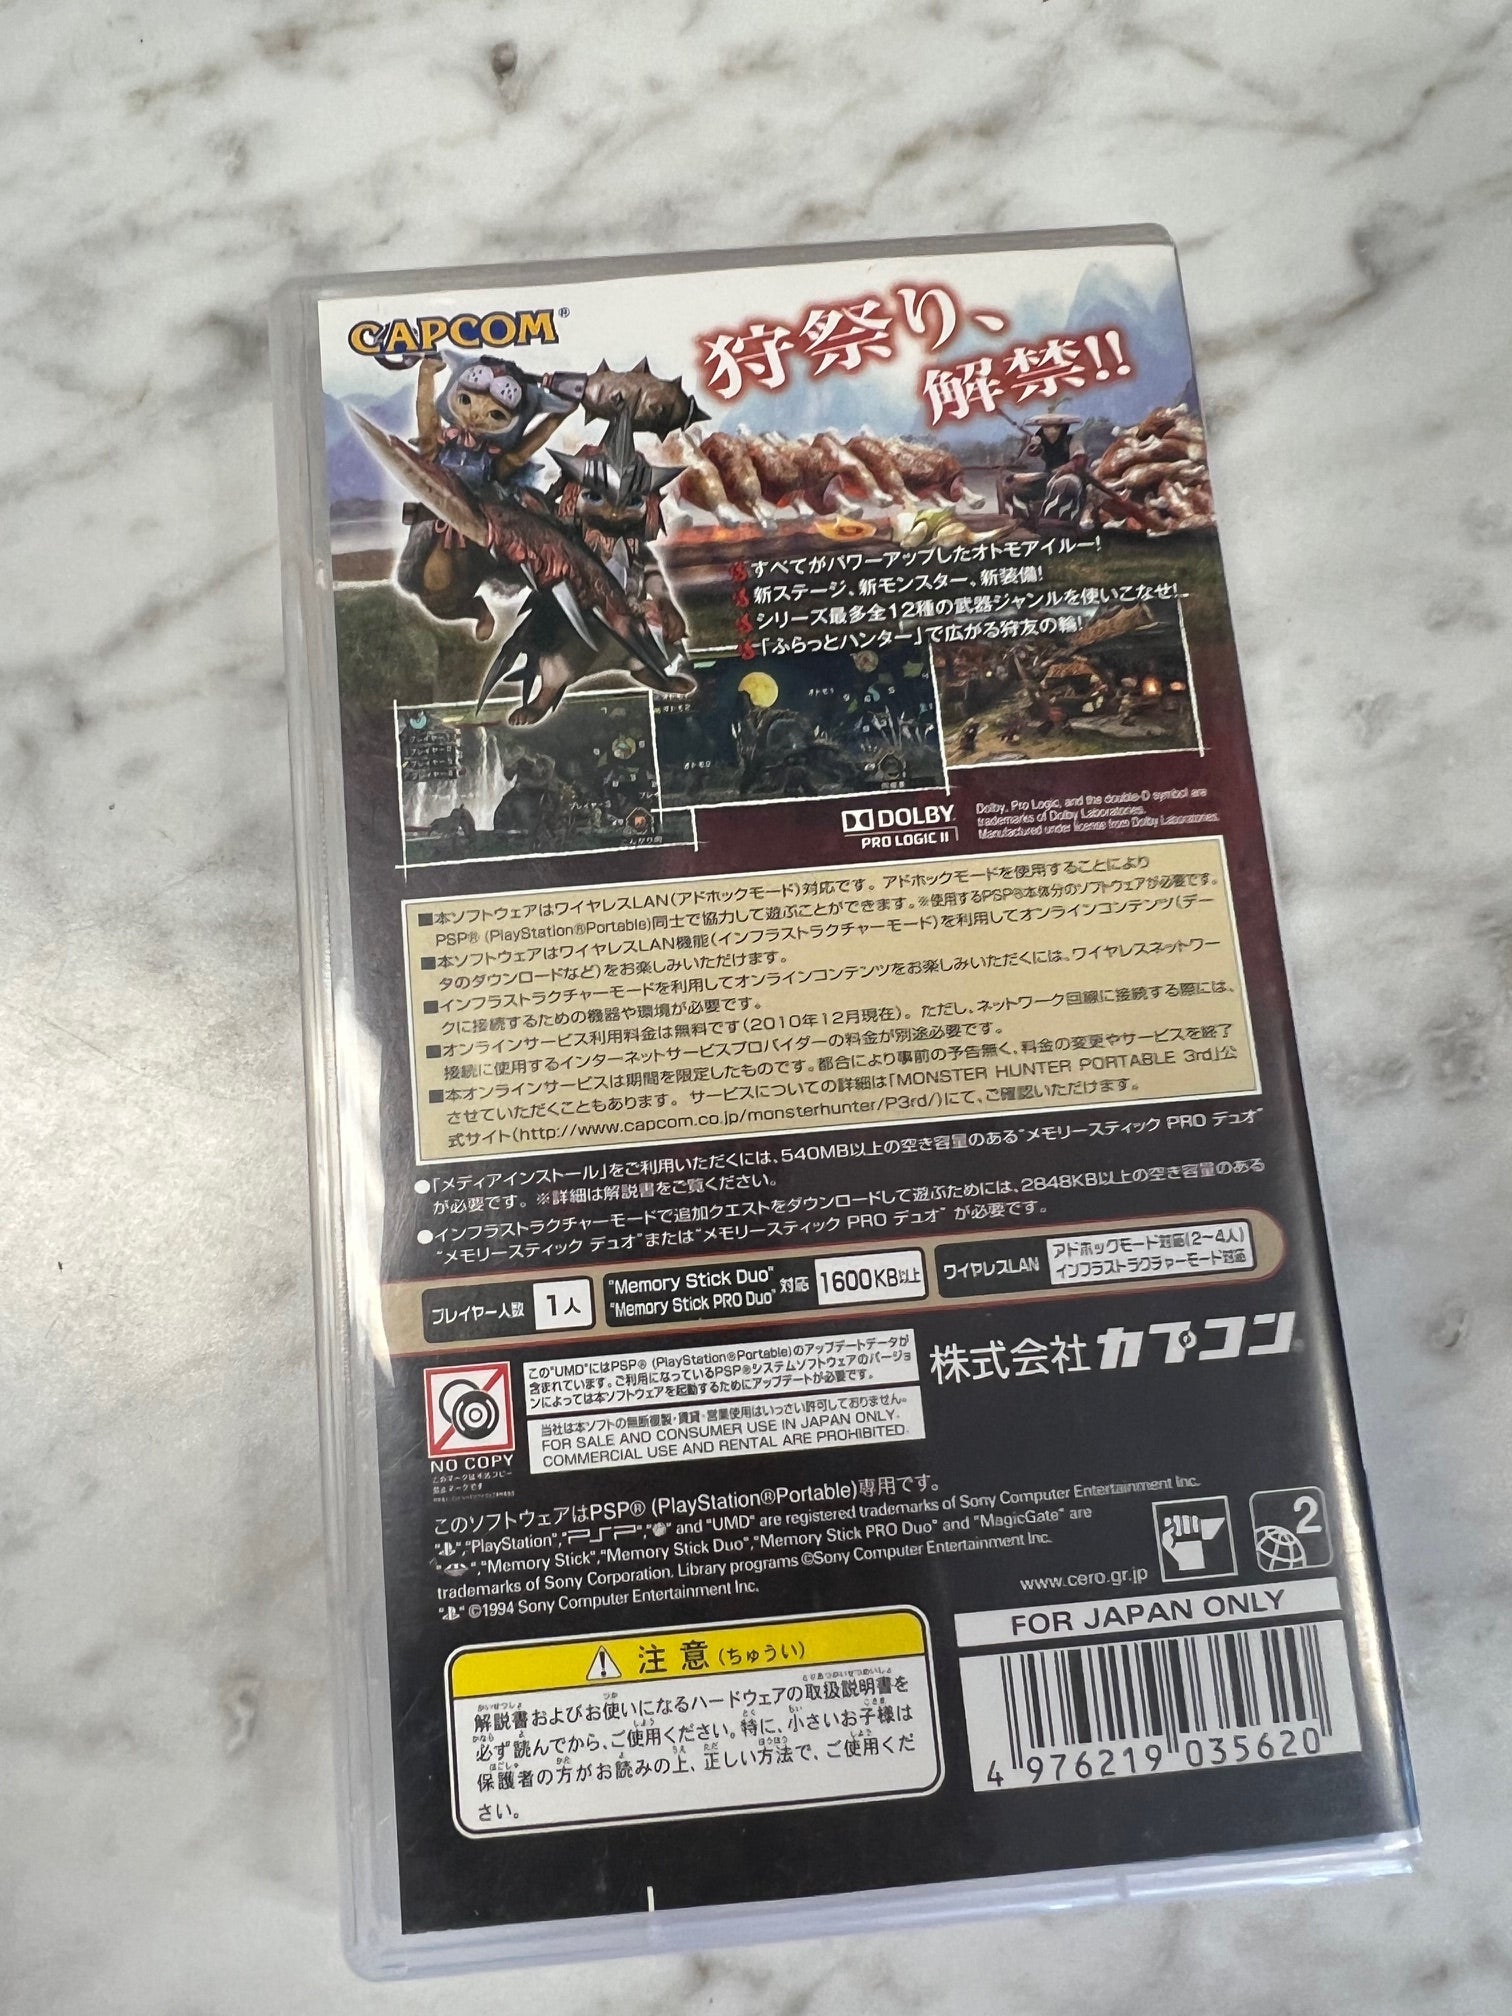 CAPCOM®
狩祭り、
解禁!!
すべてがパワーアップしたオトモアイルー!
新ステージ、新モンスター、新装備!
シリーズ最多全12種の武器ジャンルを使いこなせ!
「ふらっとハンター」で広がる狩友の輪!
DOLBY
PRO LOGIC II
Dolby, Pro Logic, and the double-D symbol are
trademarks of Dolby Laboratories.
Manufactured under license from Dolby Laboratories.
■本ソフトウェアはワイヤレスLAN(アドホックモード)対応です。アドホックモードを使用することにより
PSP®(PlayStation®Portable)同士で協力して遊ぶことができます。※使用するPSP®本体分のソフトウェアが必要です。
■本ソフトウェアはワイヤレスLAN機能(インフラストラクチャーモード)を利用してオンラインコンテンツ(デー
タのダウンロードなど)をお楽しみいただけます。
■インフラストラクチャーモードを利用してオンラインコンテンツをお楽しみいただくには、ワイヤレスネットワー
クに接続するための機器や環境が必要です。
■オンラインサービス利用料金は無料です(2010年12月現在)。ただし、ネットワーク回線に接続する際には、
接続に使用するインターネットサービスプロバイダーの料金が別途必要です。
■本オンラインサービスは期間を限定したものです。都合により事前の予告無く、料金の変更やサービスを終了
させていただくこともあります。サービスについての詳細は「MONSTER HUNTER PORTABLE 3rd」公
式サイト(http://www.capcom.co.jp/monsterhunter/P3rd/)にて、ご確認いただけます。
●「メディアインストール」をご利用いただくには、540MB以上の空き容量のある"メモリースティック PRO デュオ"
が必要です。※詳細は解説書をご覧ください。
●インフラストラクチャーモードで追加クエストをダウンロードして遊ぶためには、2848KB以上の空き容量のある
"メモリースティック デュオ"または"メモリースティック PRO デュオ"が必要です。
プレイヤー人数 1人
"Memory Stick Duo"
"Memory Stick PRO Duo" 対応 1600KB以上
ワイヤレスLAN アドホックモード対応(2~4人)
インフラストラクチャーモード対応
NO COPY
この"UMD"にはPSP®(PlayStation®Portable)のアップデートデータが
含まれています。ご利用になっているPSP®システムソフトウェアのバージョ
ンによっては本ソフトウェアを起動するためにアップデートが必要です。
当社は本ソフトの無断複製・賃貸・営業使用はいっさい許可しておりません。
FOR SALE AND CONSUMER USE IN JAPAN ONLY.
COMMERCIAL USE AND RENTAL ARE PROHIBITED.
株式会社カプコン
このソフトウェアはPSP®(PlayStation®Portable)専用です。
"PlayStation", "PSP", and "UMD" are registered trademarks of Sony Computer Entertainment Inc.
"Memory Stick", "Memory Stick Duo", "Memory Stick PRO Duo" and "MagicGate" are
trademarks of Sony Corporation. Library programs ©Sony Computer Entertainment Inc.
©1994 Sony Computer Entertainment Inc.
www.cero.gr.jp
2
FOR JAPAN ONLY
4 976219 035620
注意(ちゅうい)
解説書およびお使いになるハードウェアの取扱説明書を
必ず読んでから、ご使用ください。特に、小さいお子様は
保護者の方がお読みの上、正しい方法で、ご使用くだ
さい。